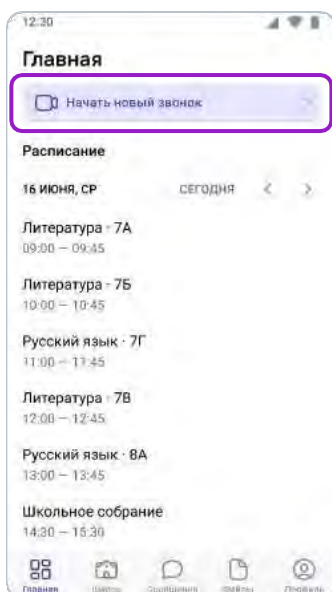 12:30
Главная
Начать новый звонок
Расписание
16 ИЮНЯ, СР
СЕГОДНЯ
Литература · 7А
09:00 — 09:45
Литература · 7Б
10:00 — 10:45
Русский язык · 7Г
11:00 — 11:45
Литература · 7В
12:00 — 12:45
Русский язык · 8А
13:00 — 13:45
Школьное собрание
14:30 — 15:30
Главная
Сообщения
Файлы
Профиль